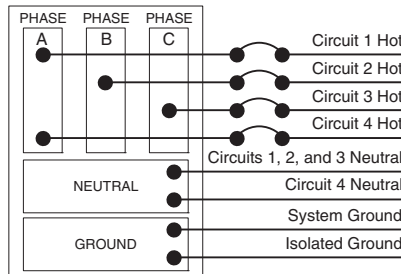 PHASE PHASE PHASE
A B C
Circuit 1 Hot
Circuit 2 Hot
Circuit 3 Hot
Circuit 4 Hot
Circuits 1, 2, and 3 Neutral
NEUTRAL
Circuit 4 Neutral
System Ground
GROUND
Isolated Ground